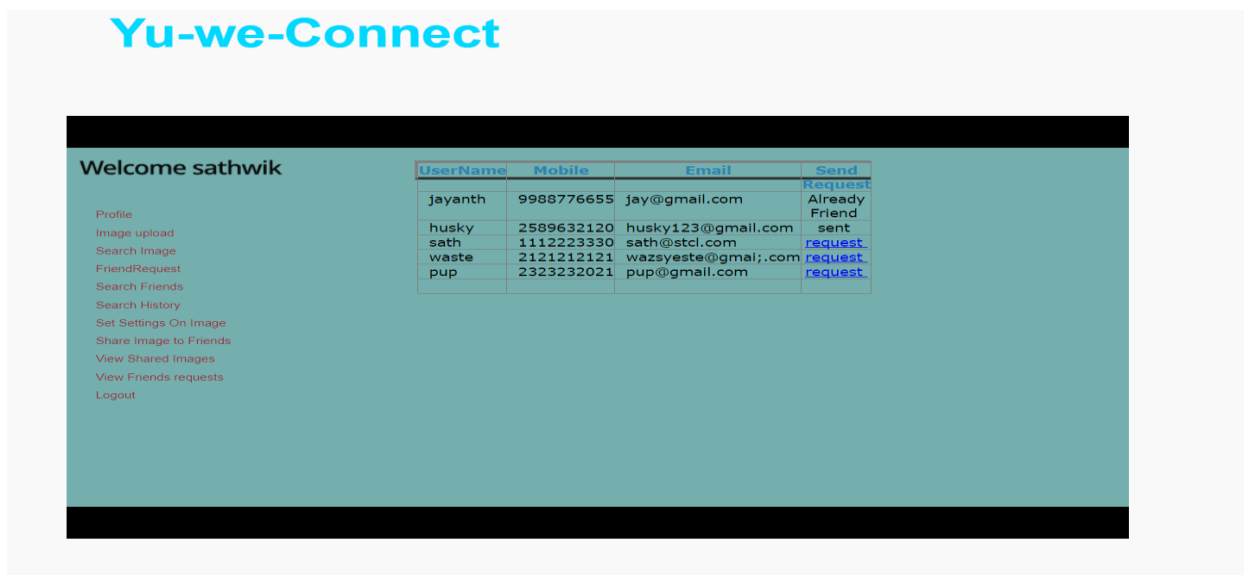 Yu-we-Connect
Welcome sathwik
Profile
Image upload
Search Image
FriendRequest
Search Friends
Search History
Set Settings On Image
Share Image to Friends
View Shared Images
View Friends requests
Logout
UserName Mobile Email Send
Request
jayanth 9988776655 jay@gmail.com Already
Friend
husky 2589632120 husky123@gmail.com sent
sath 1112223330 sath@stcl.com request
waste 2121212121 wazsyeste@gmai;.com request
pup 2323232021 pup@gmail.com request